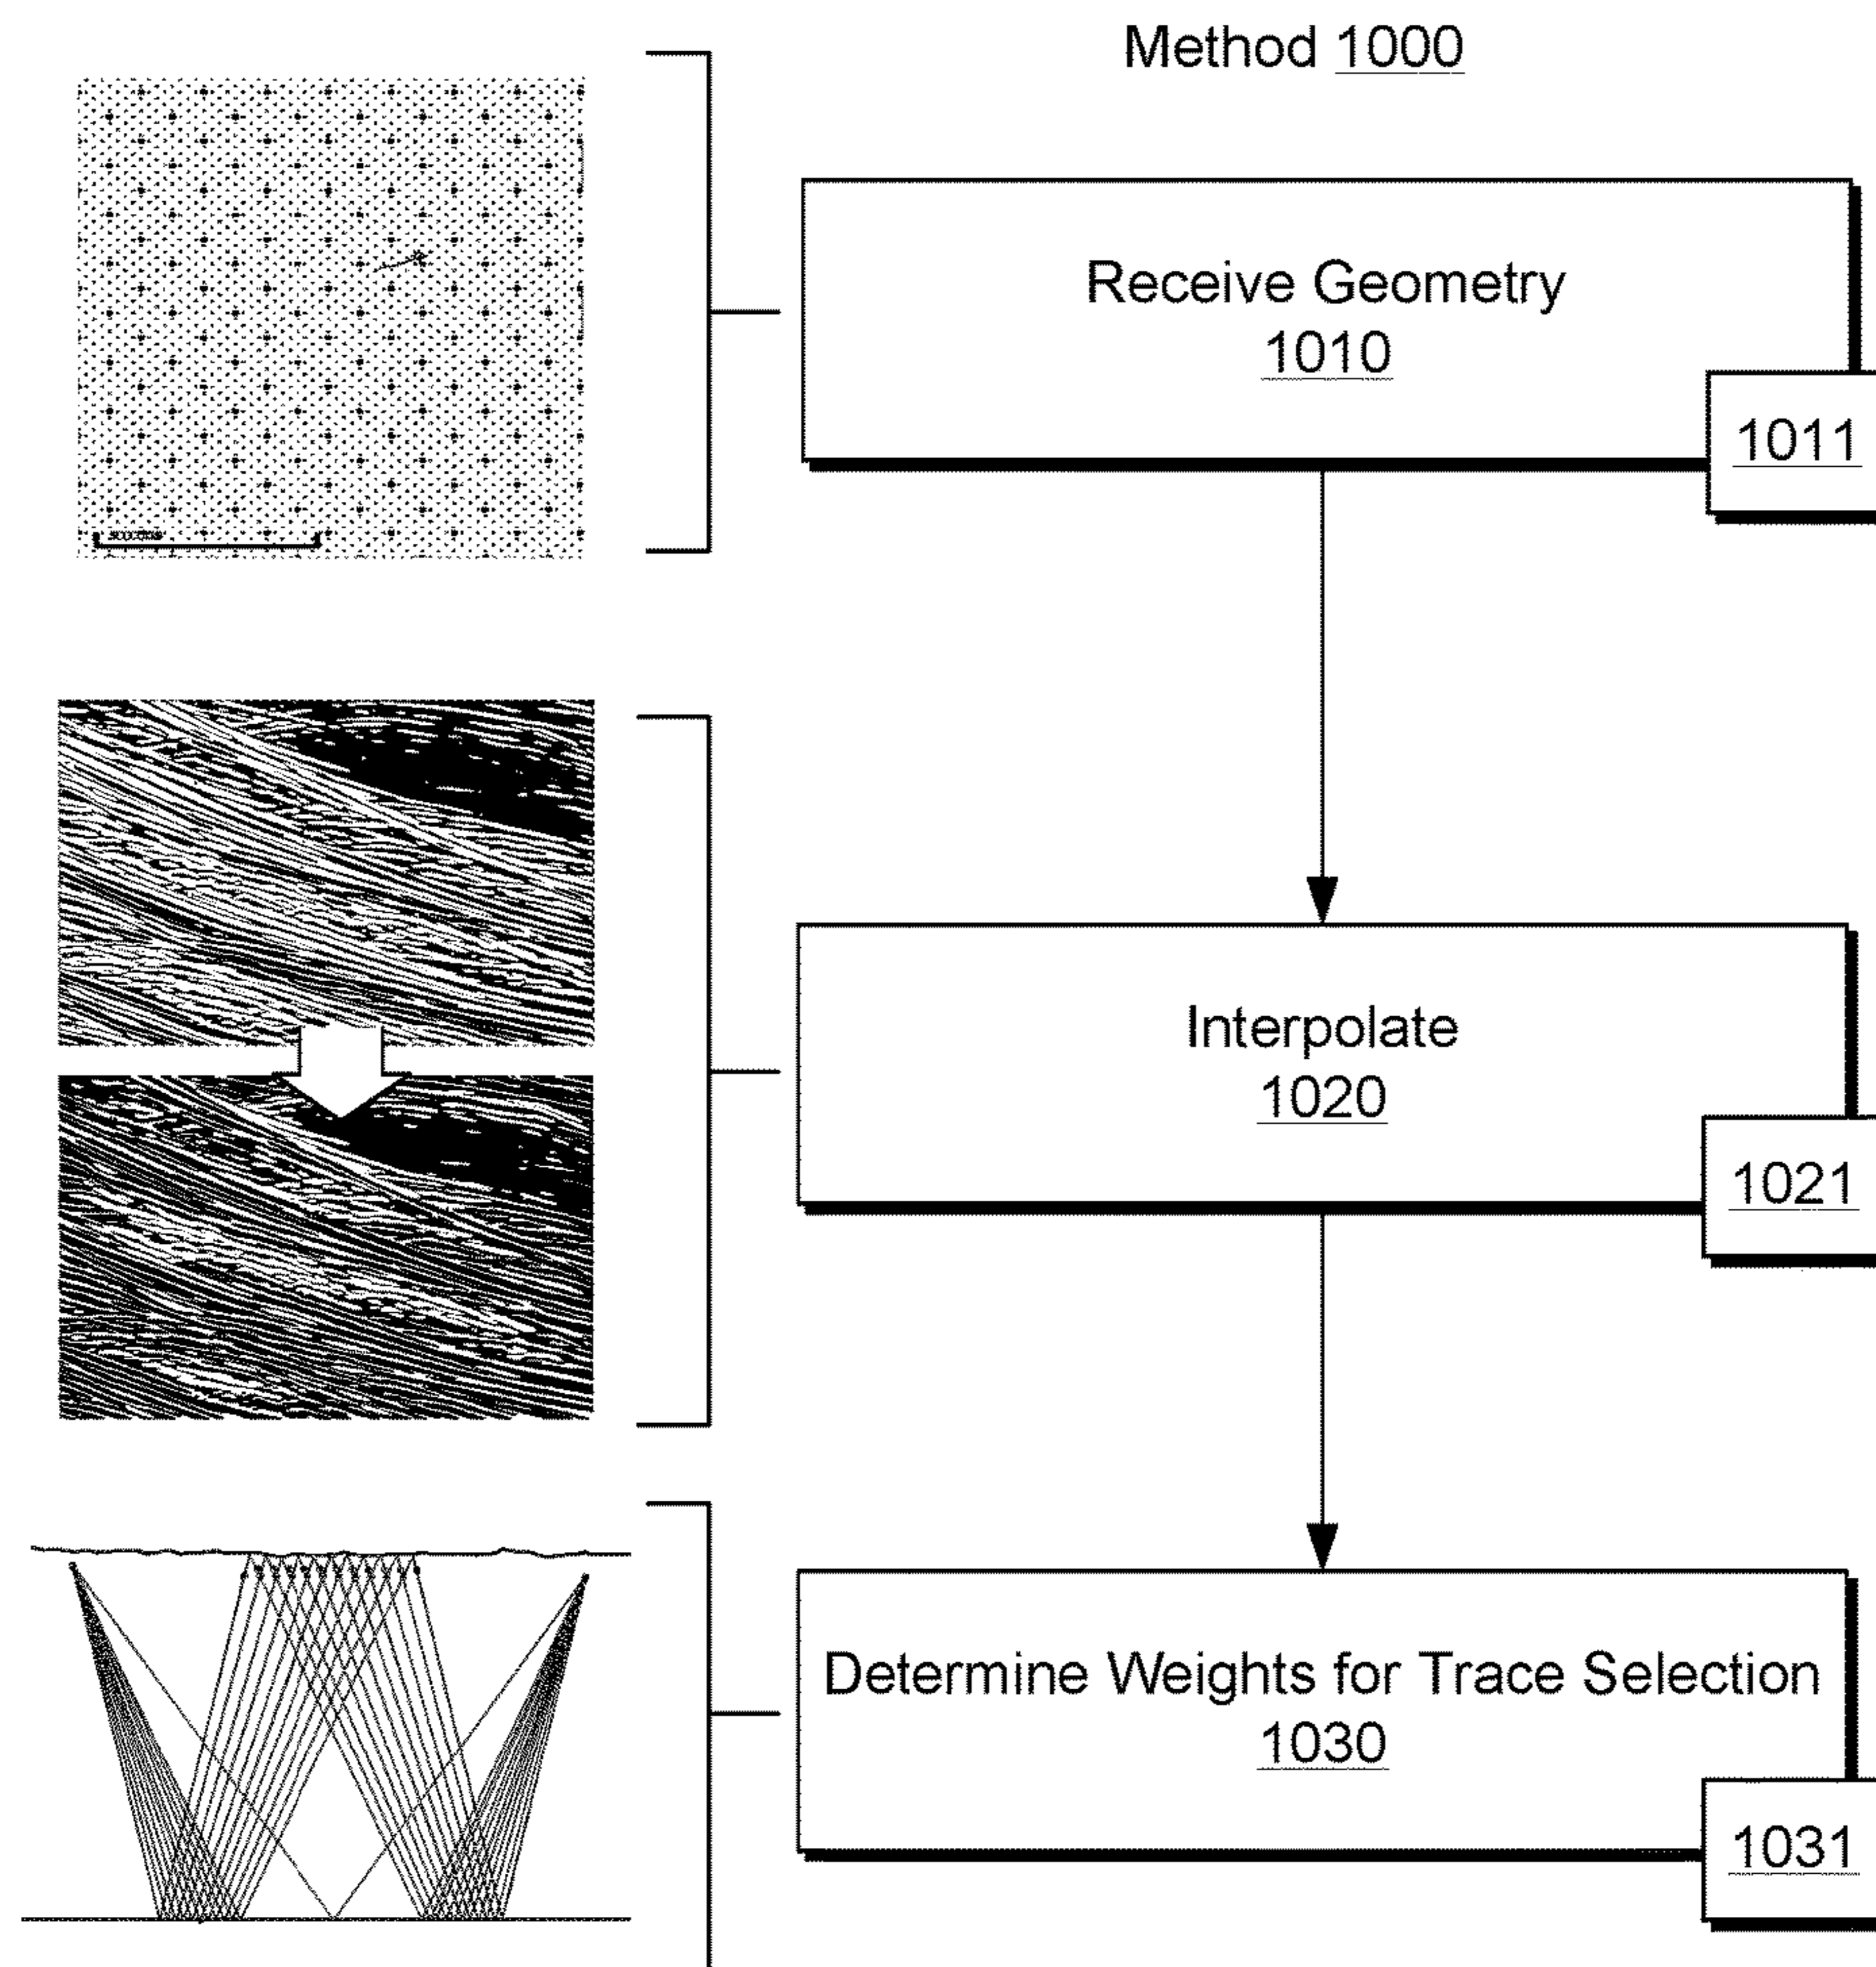 Method 1000
Receive Geometry
1010
1011
Interpolate
1020
1021
Determine Weights for Trace Selection
1030
1031